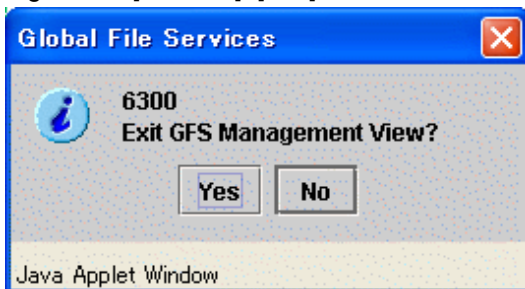 Global File Services
6300
Exit GFS Management View?
Yes
No
Java Applet Window